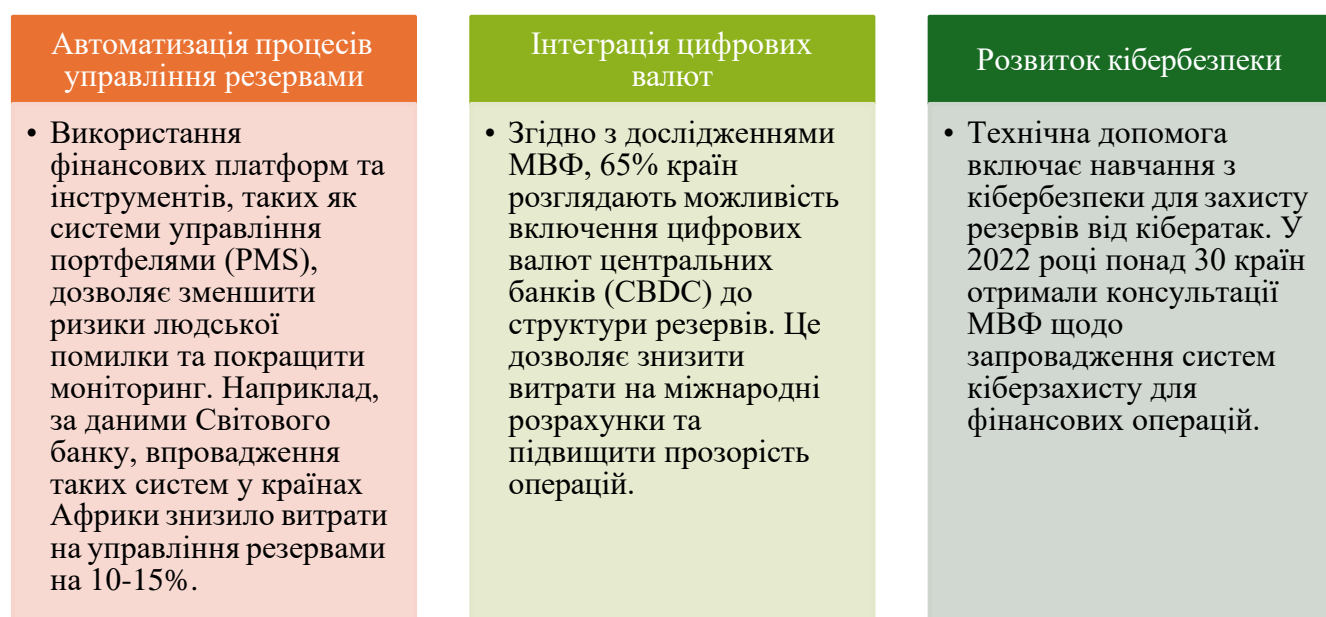 Автоматизація процесів
управління резервами
• Використання
фінансових платформ та
інструментів, таких як
системи управління
портфелями (PMS),
дозволяє зменшити
ризики людської
помилки та покращити
моніторинг. Наприклад,
за даними Світового
банку, впровадження
таких систем у країнах
Африки знизило витрати
на управління резервами
на 10-15%.
Інтеграція цифрових
валют
• Згідно з дослідженнями
МВФ, 65% країн
розглядають можливість
включення цифрових
валют центральних
банків (CBDC) до
структури резервів. Це
дозволяє знизити
витрати на міжнародні
розрахунки та
підвищити прозорість
операцій.
Розвиток кібербезпеки
• Технічна допомога
включає навчання з
кібербезпеки для захисту
резервів від кібератак. У
2022 році понад 30 країн
отримали консультації
МВФ щодо
запровадження систем
кіберзахисту для
фінансових операцій.